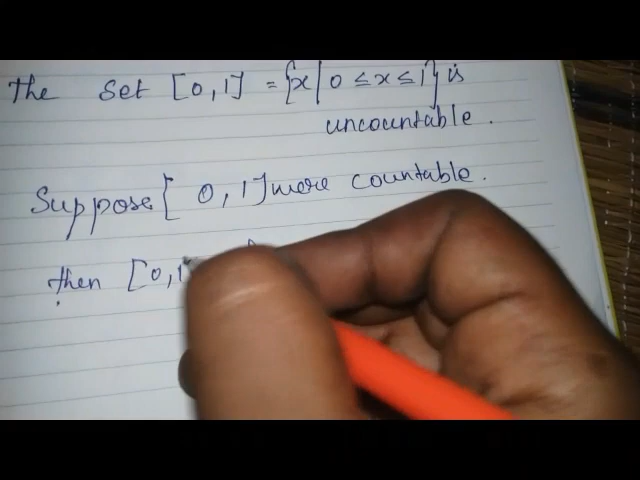 The set [0,1] = {x | 0 ≤ x ≤ 1} is
uncountable.
Suppose [ 0, 1] were countable.
then [0,1]